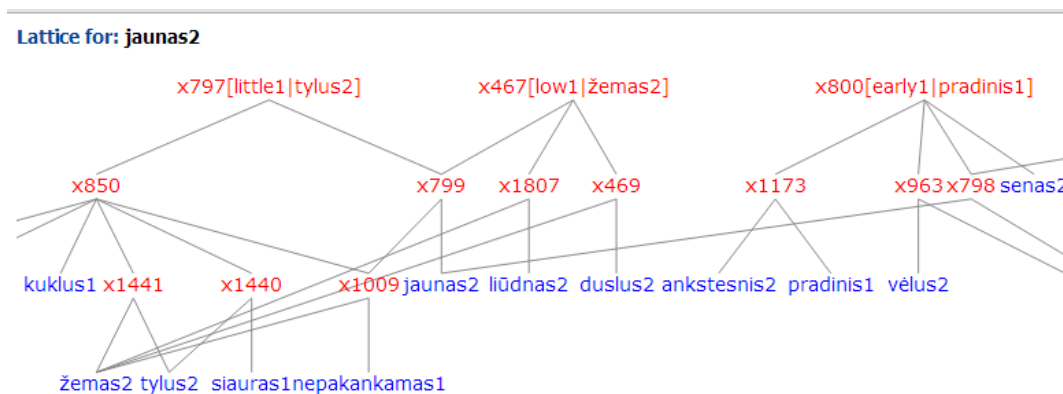 Lattice for: jaunas2
x797[little1|tylus2] x467[low1|žemas2] x800[early1|pradinis1]
x850 x799 x1807 x469 x1173 x963 x798 senas2
kuklus1 x1441 x1440 x1009 jaunas2 liūdnas2 duslus2 ankstesnis2 pradinis1 vėlus2
žemas2 tylus2 siauras1 nepakankamas1